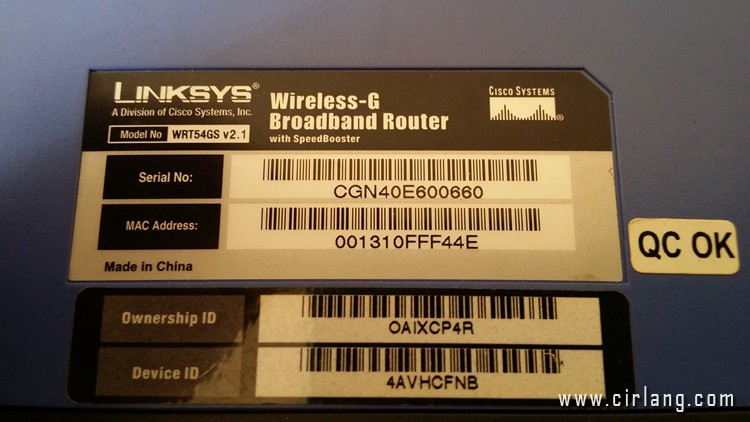 LINKSYS®
A Division of Cisco Systems, Inc.
Model No WRT54GS v2.1
Wireless-G
Broadband Router
with SpeedBooster
CISCO SYSTEMS
®
Serial No:
CGN40E600660
MAC Address:
001310FFF44E
Made in China
QC OK
Ownership ID
OAIXCP4R
Device ID
4AVHCFNB
www.cirlang.com